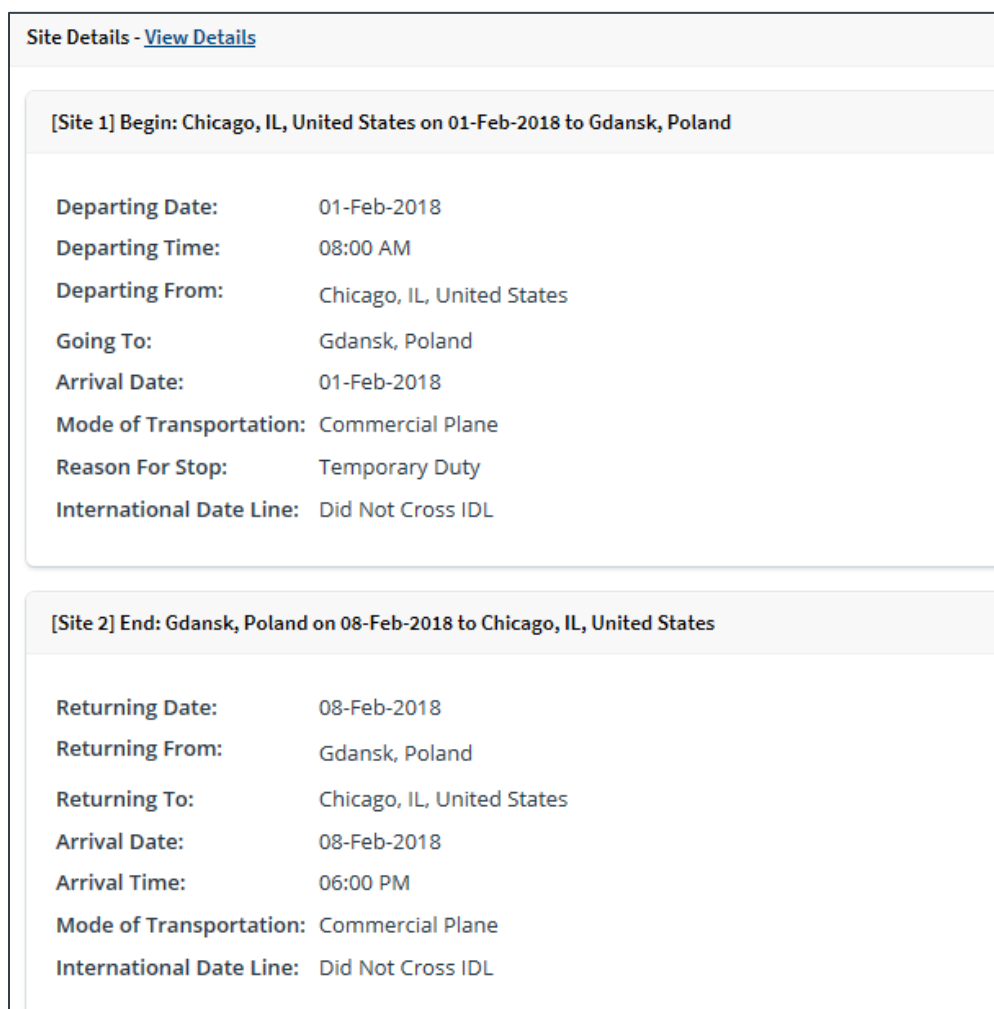 Site Details - View Details
[Site 1] Begin: Chicago, IL, United States on 01-Feb-2018 to Gdansk, Poland
Departing Date: 01-Feb-2018
Departing Time: 08:00 AM
Departing From: Chicago, IL, United States
Going To: Gdansk, Poland
Arrival Date: 01-Feb-2018
Mode of Transportation: Commercial Plane
Reason For Stop: Temporary Duty
International Date Line: Did Not Cross IDL
[Site 2] End: Gdansk, Poland on 08-Feb-2018 to Chicago, IL, United States
Returning Date: 08-Feb-2018
Returning From: Gdansk, Poland
Returning To: Chicago, IL, United States
Arrival Date: 08-Feb-2018
Arrival Time: 06:00 PM
Mode of Transportation: Commercial Plane
International Date Line: Did Not Cross IDL